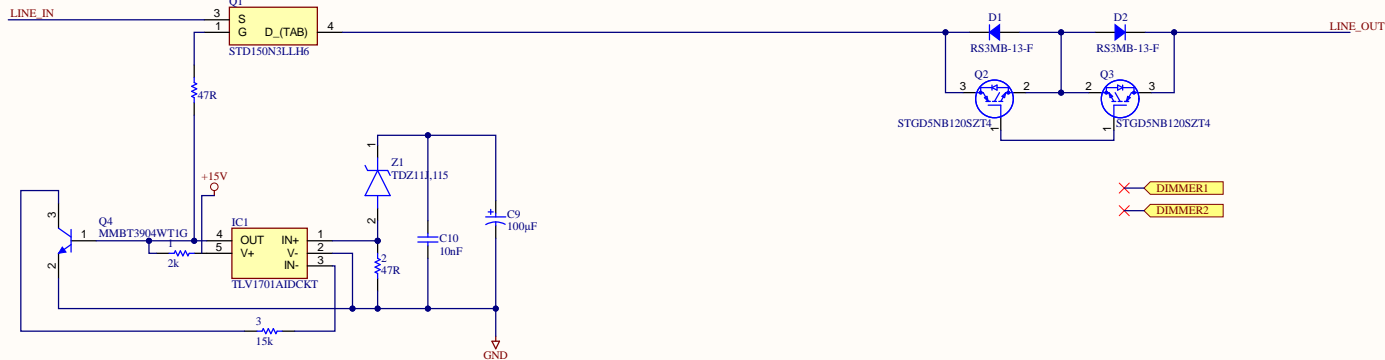 Q1
LINE_IN
3
S
1
G
D_(TAB)
4
STD150N3LLH6
D1
D2
LINE_OUT
RS3MB-13-F
RS3MB-13-F
Q2
Q3
3
2
2
3
STGD5NB120SZT4
1
1
STGD5NB120SZT4
47R
DIMMER1
DIMMER2
1
Z1
TDZ11J,115
2
+15V
3
Q4
MMBT3904WT1G
1
2
IC1
4
OUT
IN+
1
5
V+
V-
2
IN-
3
TLV1701AIDCKT
1
2k
2
47R
C10
10nF
+
C9
100µF
3
15k
GND